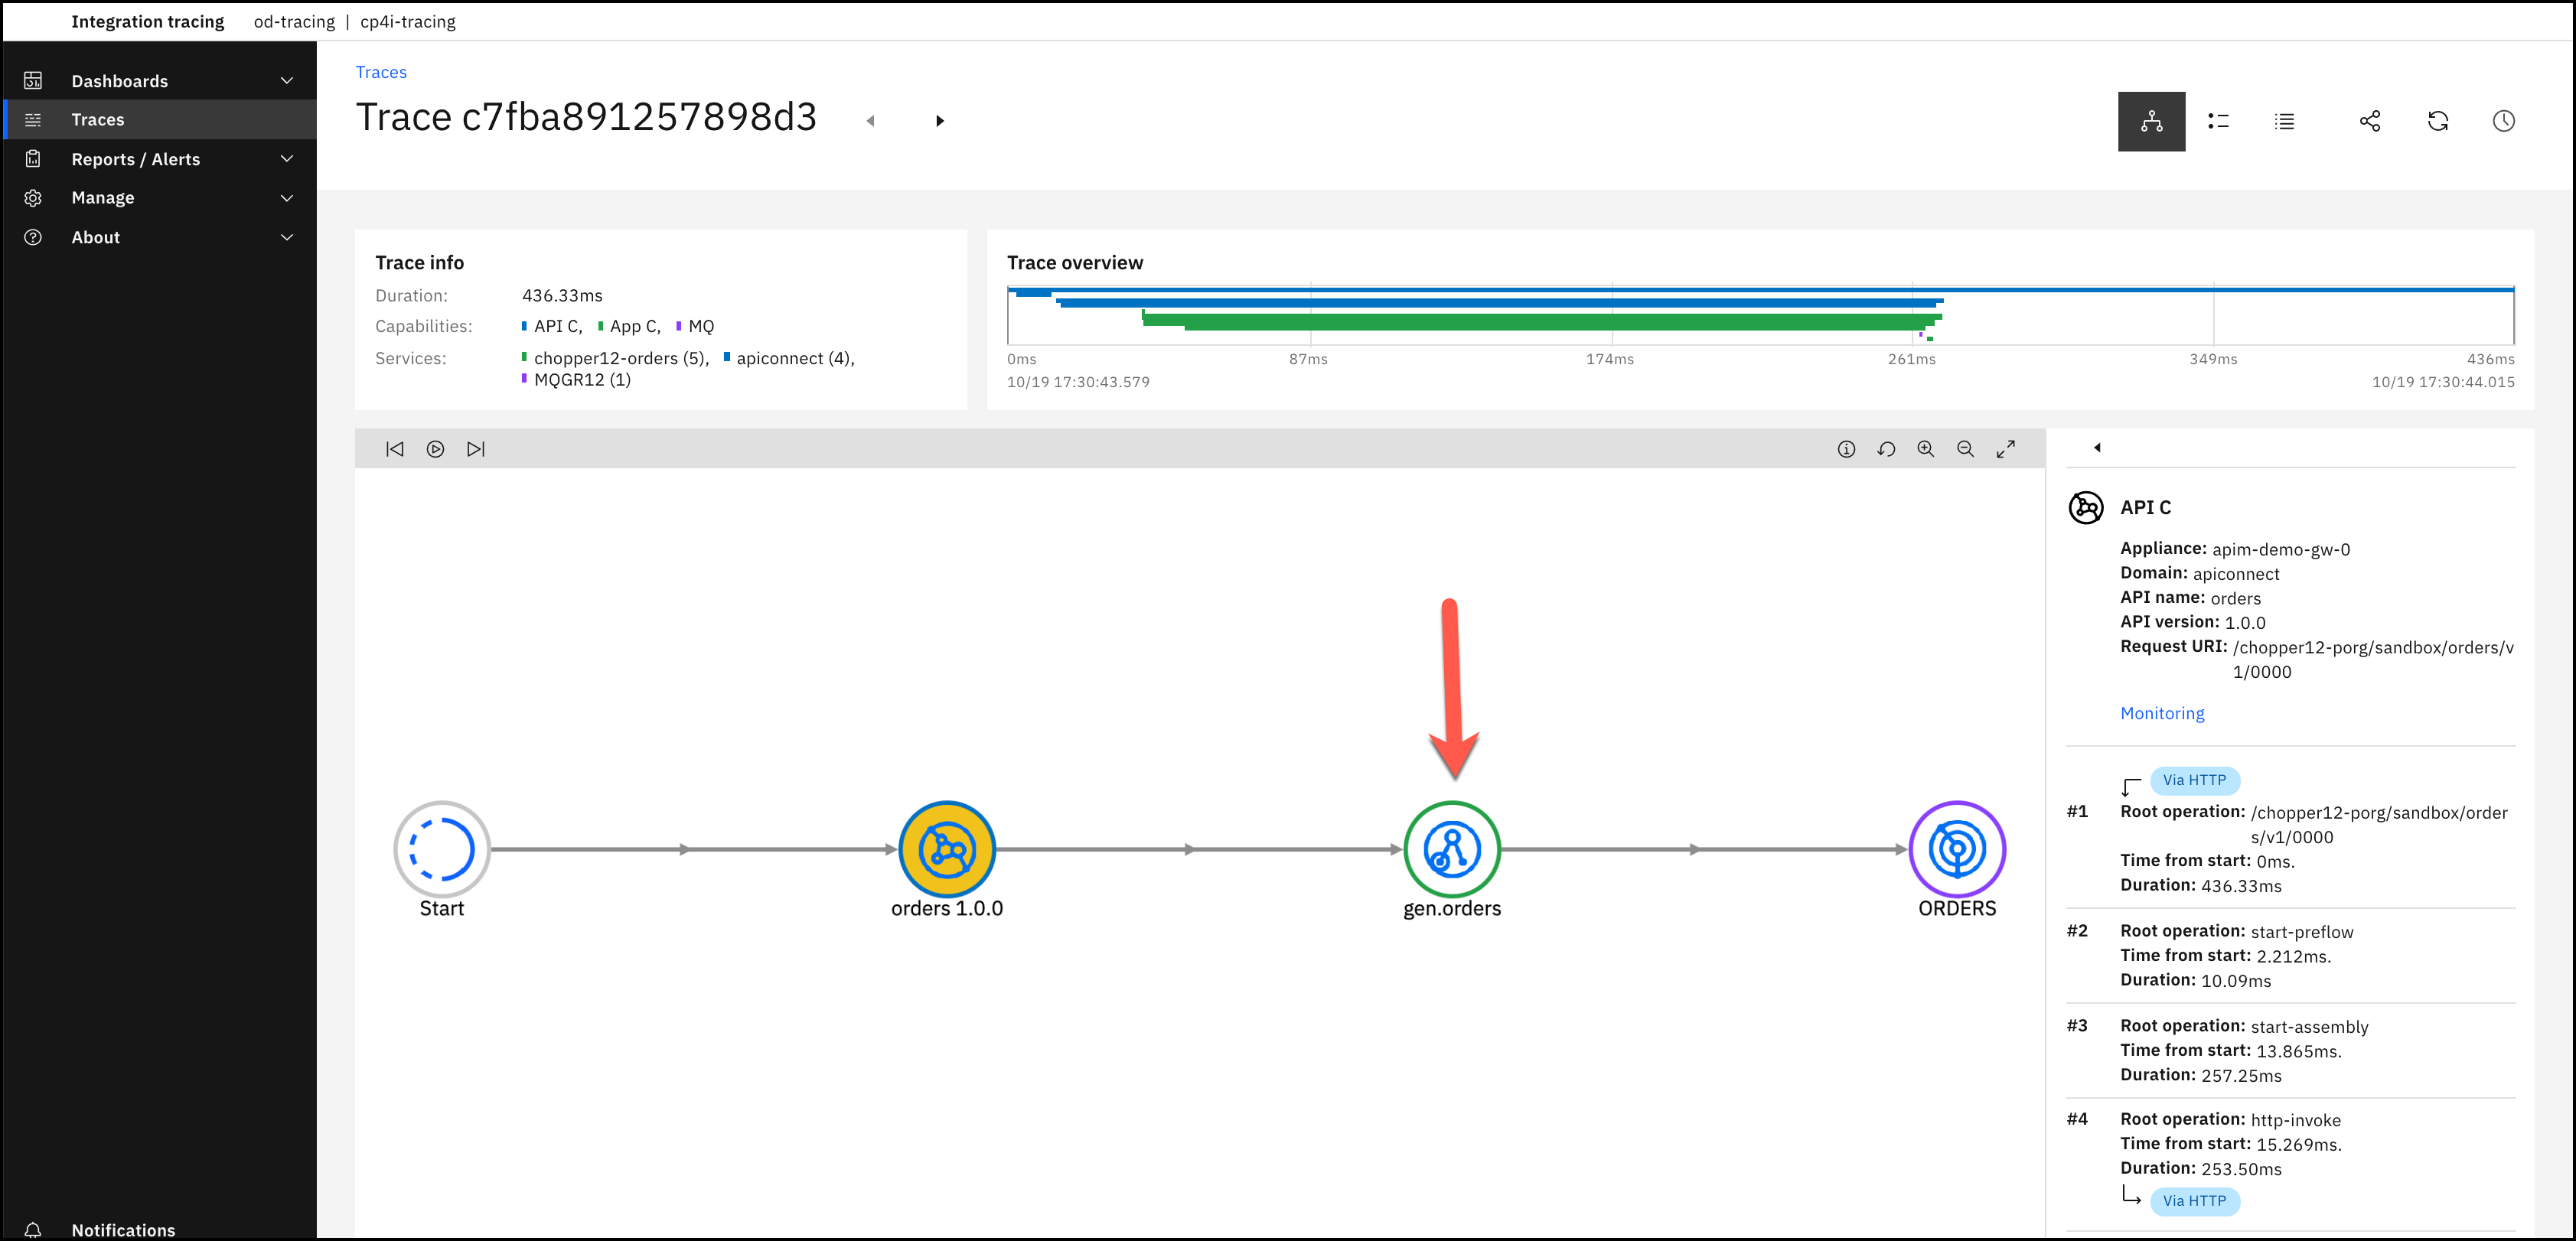 Integration tracing od-tracing | cp4i-tracing
Dashboards
Traces
Reports / Alerts
Manage
About
Notifications
Traces
Trace c7fba891257898d3
Trace info
Duration: 436.33ms
Capabilities: API C, App C, MQ
Services: chopper12-orders (5), apiconnect (4),
MQGR12 (1)
Trace overview
0ms 87ms 174ms 261ms 349ms 436ms
10/19 17:30:43.579 10/19 17:30:44.015
Start
orders 1.0.0
gen.orders
ORDERS
API C
Appliance: apim-demo-gw-0
Domain: apiconnect
API name: orders
API version: 1.0.0
Request URI: /chopper12-porg/sandbox/orders/v
1/0000
Monitoring
Via HTTP
#1 Root operation: /chopper12-porg/sandbox/order
s/v1/0000
Time from start: 0ms.
Duration: 436.33ms
#2 Root operation: start-preflow
Time from start: 2.212ms.
Duration: 10.09ms
#3 Root operation: start-assembly
Time from start: 13.865ms.
Duration: 257.25ms
#4 Root operation: http-invoke
Time from start: 15.269ms.
Duration: 253.50ms
Via HTTP